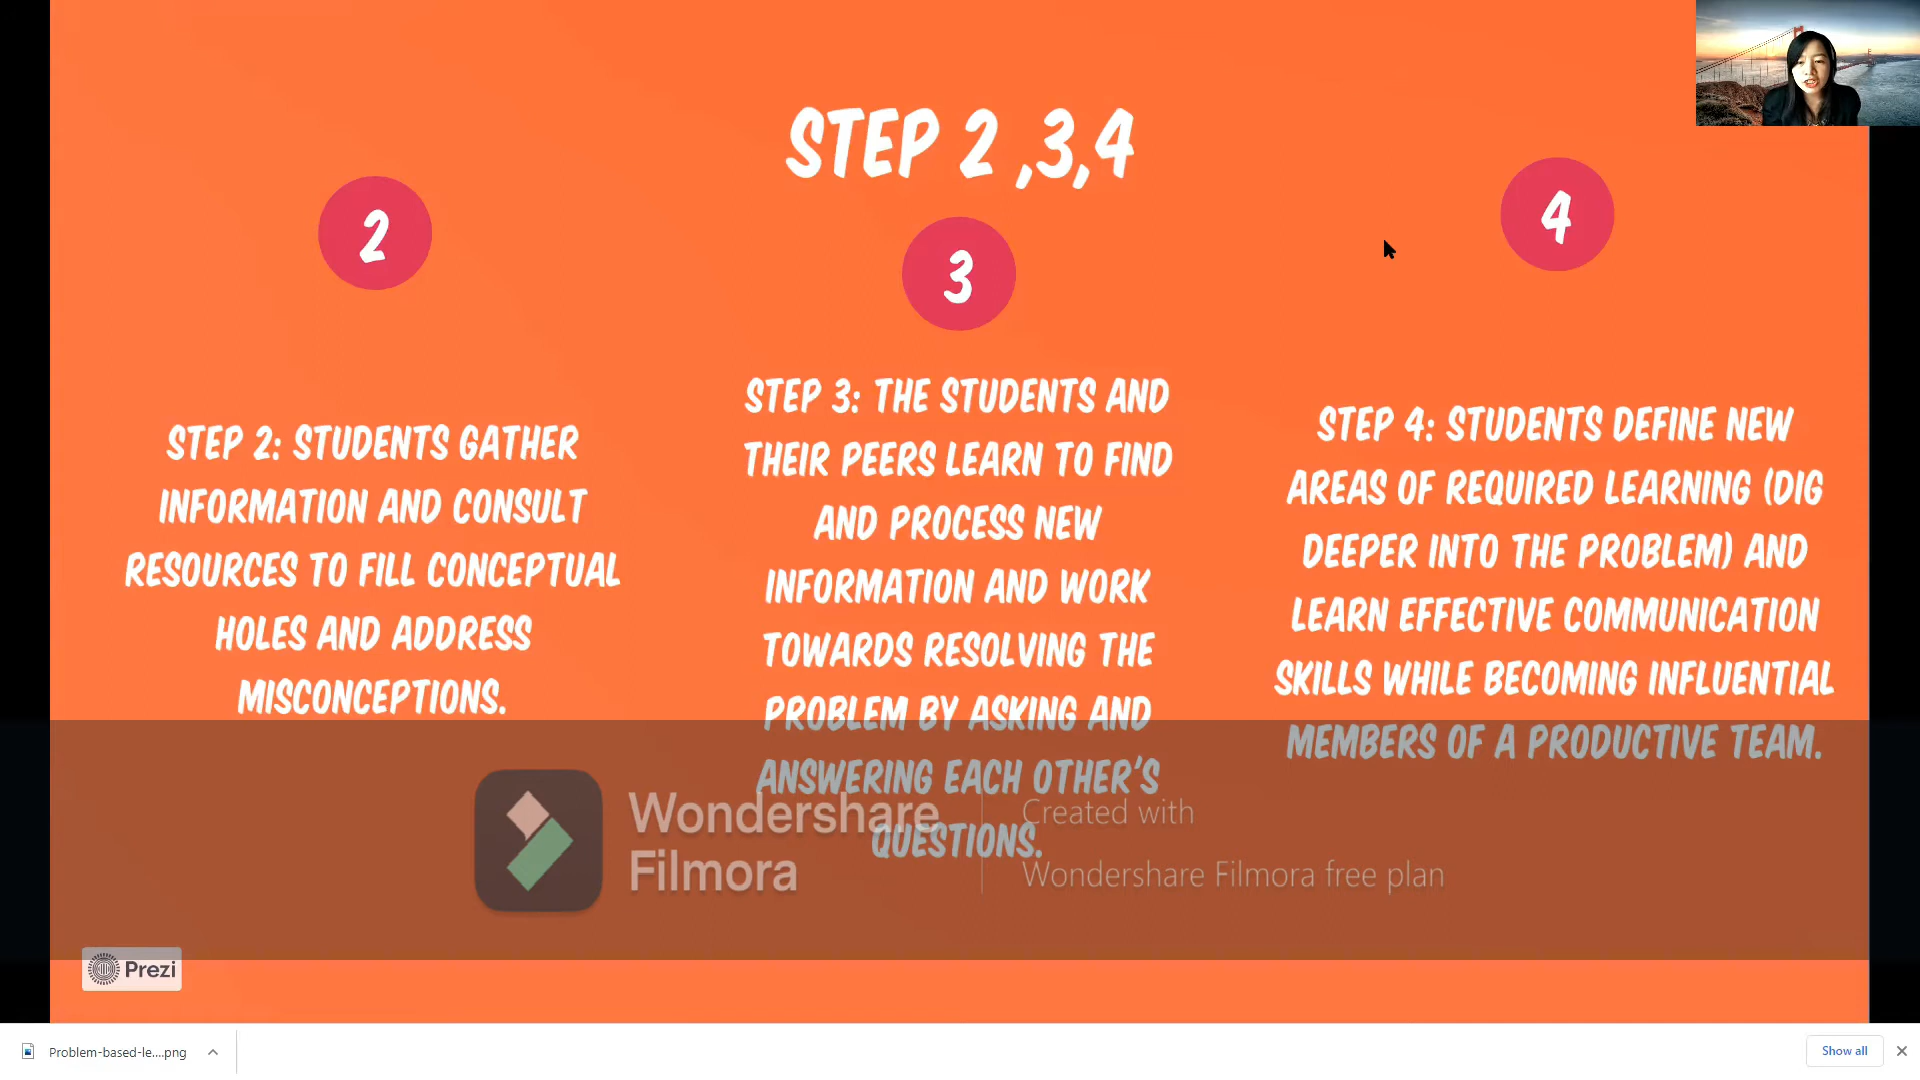 STEP 2 ,3,4
2
3
4
STEP 2: STUDENTS GATHER
INFORMATION AND CONSULT
RESOURCES TO FILL CONCEPTUAL
HOLES AND ADDRESS
MISCONCEPTIONS.
STEP 3: THE STUDENTS AND
THEIR PEERS LEARN TO FIND
AND PROCESS NEW
INFORMATION AND WORK
TOWARDS RESOLVING THE
PROBLEM BY ASKING AND
ANSWERING EACH OTHER'S
QUESTIONS.
STEP 4: STUDENTS DEFINE NEW
AREAS OF REQUIRED LEARNING (DIG
DEEPER INTO THE PROBLEM) AND
LEARN EFFECTIVE COMMUNICATION
SKILLS WHILE BECOMING INFLUENTIAL
MEMBERS OF A PRODUCTIVE TEAM.
Wondershare
Filmora
Created with
Wondershare Filmora free plan
Prezi
Problem-based-le....png
Show all